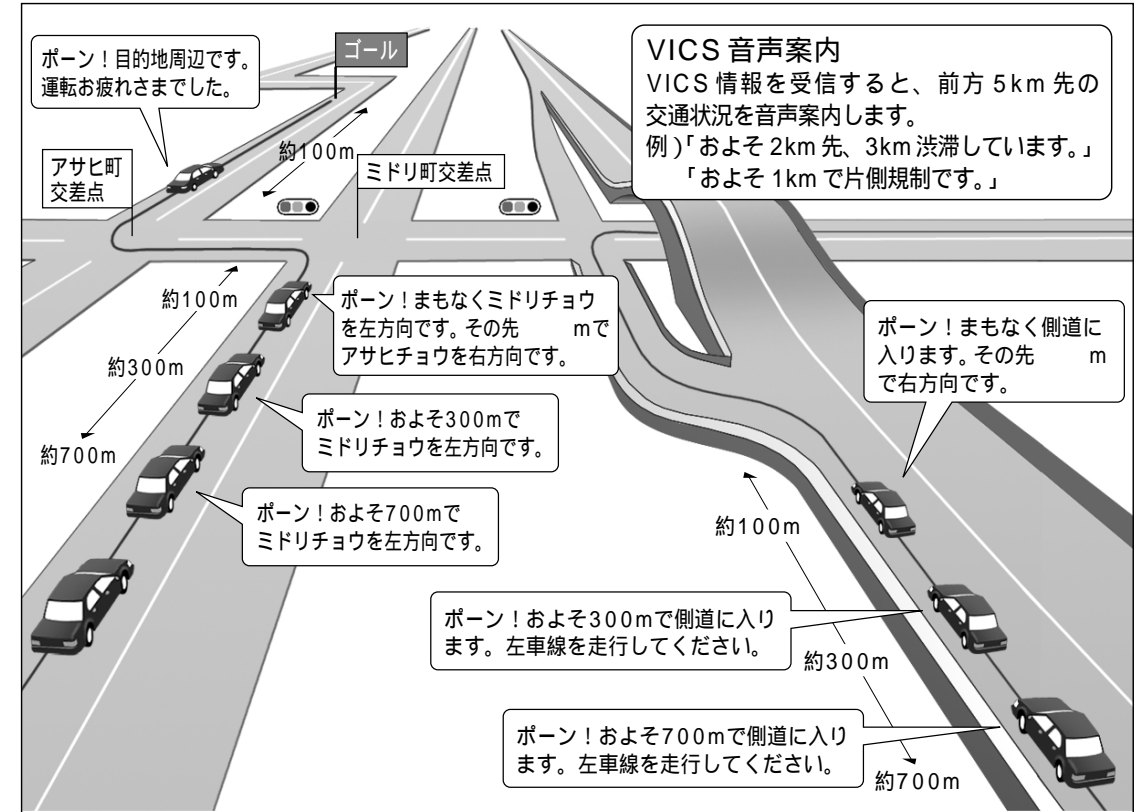 ポーン！目的地周辺です。
運転お疲れさまでした。
ゴール
VICS 音声案内
VICS 情報を受信すると、前方 5km 先の
交通状況を音声案内します。
例）「およそ 2km 先、3km 渋滞しています。」
「およそ 1km で片側規制です。」
アサヒ町
交差点
約100m
ミドリ町交差点
約100m
ポーン！まもなくミドリチョウ
を左方向です。その先　　mで
アサヒチョウを右方向です。
ポーン！まもなく側道に
入ります。その先　　m
で右方向です。
約300m
ポーン！およそ300mで
ミドリチョウを左方向です。
約700m
ポーン！およそ700mで
ミドリチョウを左方向です。
約100m
ポーン！およそ300mで側道に入り
ます。左車線を走行してください。
約300m
ポーン！およそ700mで側道に入り
ます。左車線を走行してください。
約700m